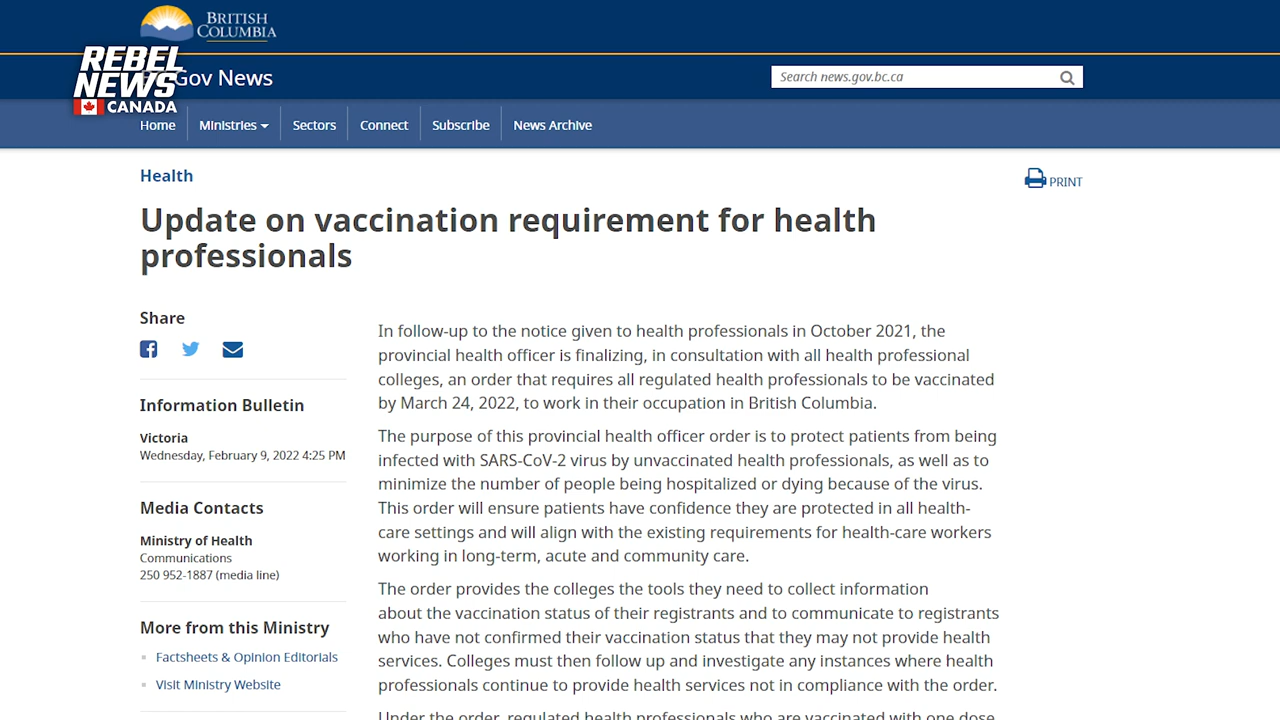 BRITISH
COLUMBIA
REBEL
NEWS
CANADA
Gov News
Search news.gov.bc.ca
Home
Ministries
Sectors
Connect
Subscribe
News Archive
Health
PRINT
Update on vaccination requirement for health
professionals
Share
Information Bulletin
Victoria
Wednesday, February 9, 2022 4:25 PM
Media Contacts
Ministry of Health
Communications
250 952-1887 (media line)
More from this Ministry
Factsheets & Opinion Editorials
Visit Ministry Website
In follow-up to the notice given to health professionals in October 2021, the
provincial health officer is finalizing, in consultation with all health professional
colleges, an order that requires all regulated health professionals to be vaccinated
by March 24, 2022, to work in their occupation in British Columbia.
The purpose of this provincial health officer order is to protect patients from being
infected with SARS-CoV-2 virus by unvaccinated health professionals, as well as to
minimize the number of people being hospitalized or dying because of the virus.
This order will ensure patients have confidence they are protected in all health-
care settings and will align with the existing requirements for health-care workers
working in long-term, acute and community care.
The order provides the colleges the tools they need to collect information
about the vaccination status of their registrants and to communicate to registrants
who have not confirmed their vaccination status that they may not provide health
services. Colleges must then follow up and investigate any instances where health
professionals continue to provide health services not in compliance with the order.
Under the order, regulated health professionals who are vaccinated with one dose